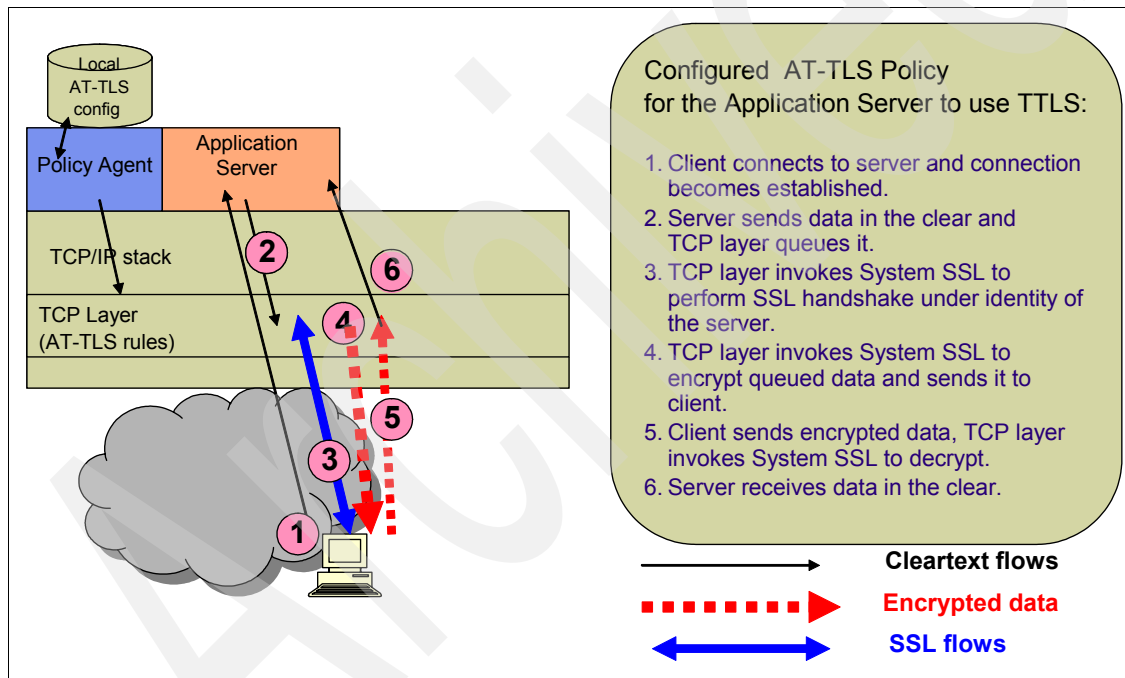 Local
AT-TLS
config
Policy Agent
Application
Server
TCP/IP stack
TCP Layer
(AT-TLS rules)
2
6
4
5
3
1
Configured AT-TLS Policy
for the Application Server to use TTLS:
1. Client connects to server and connection
becomes established.
2. Server sends data in the clear and
TCP layer queues it.
3. TCP layer invokes System SSL to
perform SSL handshake under identity of
the server.
4. TCP layer invokes System SSL to
encrypt queued data and sends it to
client.
5. Client sends encrypted data, TCP layer
invokes System SSL to decrypt.
6. Server receives data in the clear.
Cleartext flows
Encrypted data
SSL flows